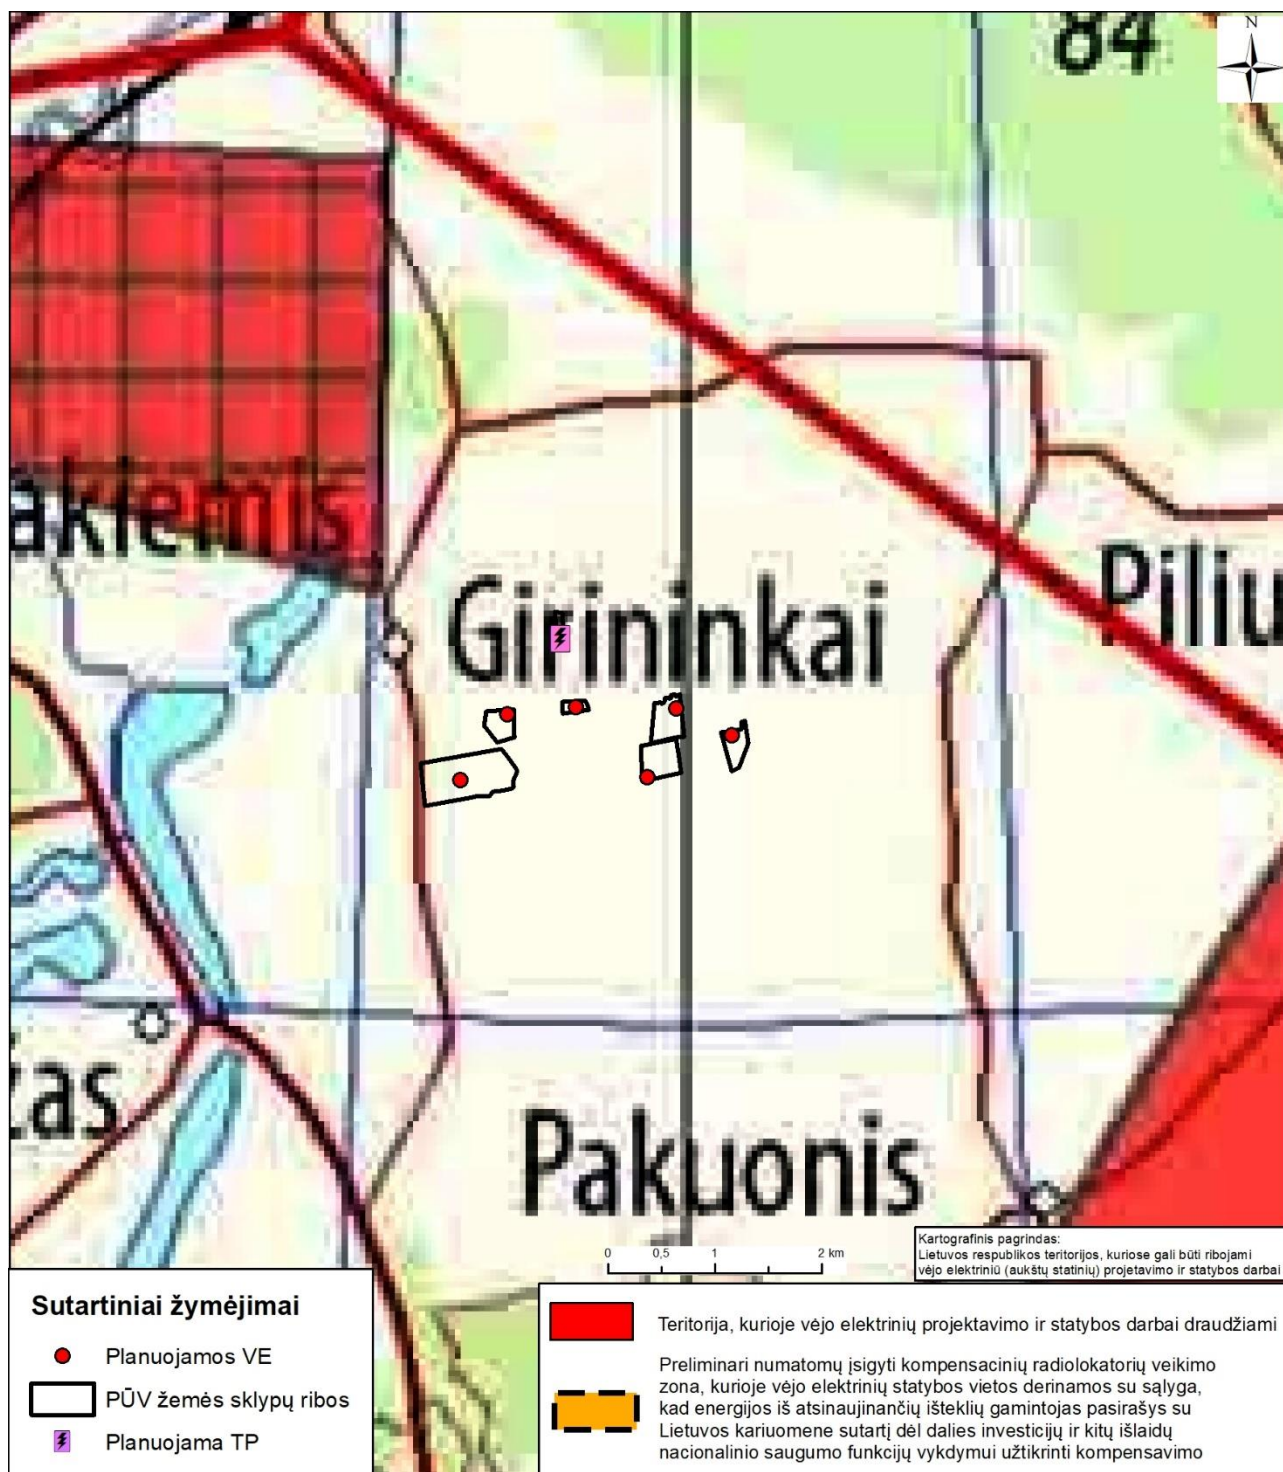 84
N
akiemis
Girininkai
Piliu
žas
Pakuonis
0 0,5 1 2 km
Kartografinis pagrindas:
Lietuvos respublikos teritorijos, kuriose gali būti ribojami
vėjo elektriniū (aukštų statinių) projetavimo ir statybos darbai
Sutartiniai žymėjimai
Planuojamos VE
PŪV žemės sklypų ribos
Planuojama TP
Teritorija, kurioje vėjo elektrinių projektavimo ir statybos darbai draudžiami
Preliminari numatomų įsigyti kompensacinių radiolokatorių veikimo
zona, kurioje vėjo elektrinių statybos vietos derinamos su sąlyga,
kad energijos iš atsinaujinančių išteklių gamintojas pasirašys su
Lietuvos kariuomene sutartį dėl dalies investicijų ir kitų išlaidų
nacionalinio saugumo funkcijų vykdymui užtikrinti kompensavimo